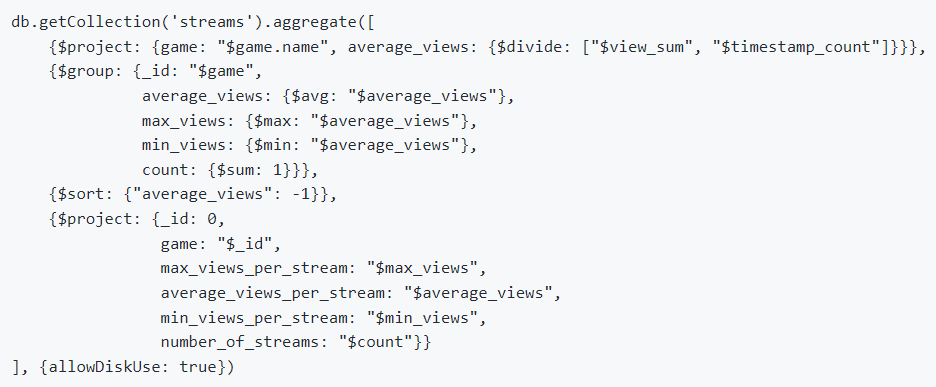 db.getCollection('streams').aggregate([
    {$project: {game: "$game.name", average_views: {$divide: ["$view_sum", "$timestamp_count"]}}},
    {$group: {_id: "$game",
              average_views: {$avg: "$average_views"},
              max_views: {$max: "$average_views"},
              min_views: {$min: "$average_views"},
              count: {$sum: 1}}},
    {$sort: {"average_views": -1}},
    {$project: {_id: 0,
                game: "$_id",
                max_views_per_stream: "$max_views",
                average_views_per_stream: "$average_views",
                min_views_per_stream: "$min_views",
                number_of_streams: "$count"}}
], {allowDiskUse: true})